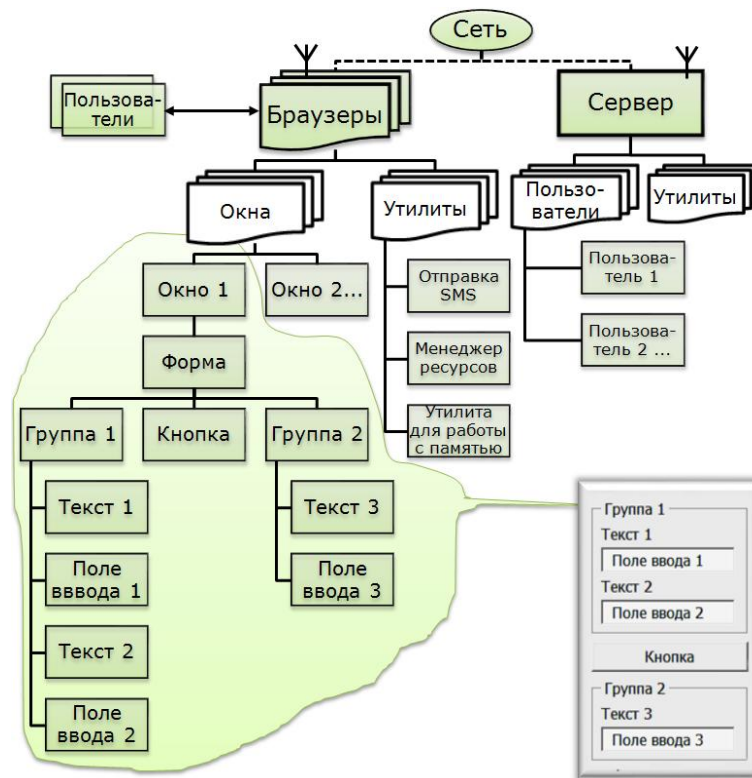 Сеть
Пользова-
тели
Браузеры
Сервер
Окна
Утилиты
Пользо-
ватели
Утилиты
Окно 1
Окно 2...
Отправка
SMS
Пользова-
тель 1
Форма
Менеджер
ресурсов
Пользова-
тель 2 ...
Группа 1
Кнопка
Группа 2
Утилита
для работы
с памятью
Текст 1
Текст 3
Поле
вввода 1
Поле
ввода 3
Текст 2
Поле
ввода 2
Группа 1
Текст 1
Поле ввода 1
Текст 2
Поле ввода 2
Кнопка
Группа 2
Текст 3
Поле ввода 3